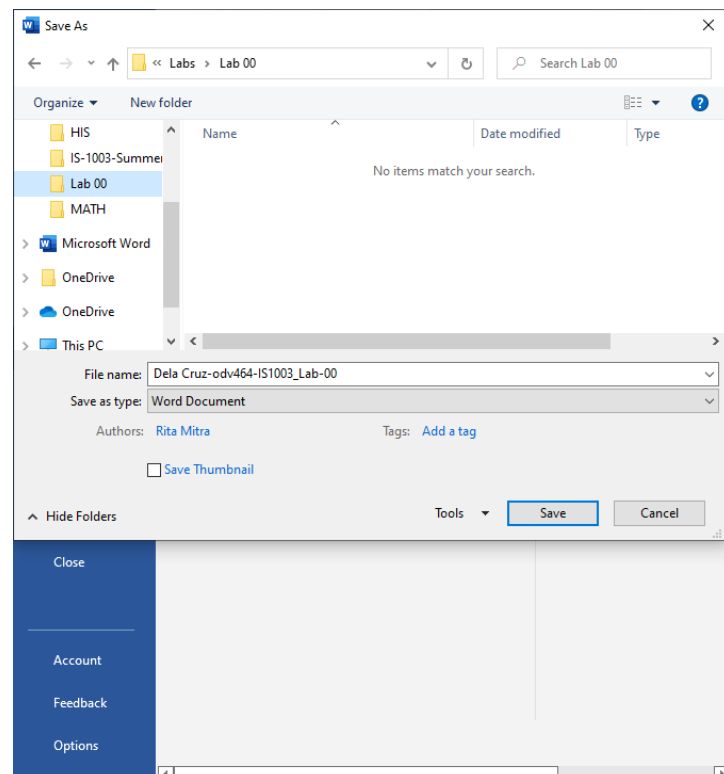 Save As
« Labs > Lab 00
Search Lab 00
Organize
New folder
?
HIS
IS-1003-Summer
Lab 00
MATH
Microsoft Word
OneDrive
OneDrive
This PC
Name
Date modified
Type
No items match your search.
File name: Dela Cruz-odv464-IS1003_Lab-00
Save as type: Word Document
Authors: Rita Mitra
Tags: Add a tag
Save Thumbnail
Hide Folders
Tools
Save
Cancel
Close
Account
Feedback
Options